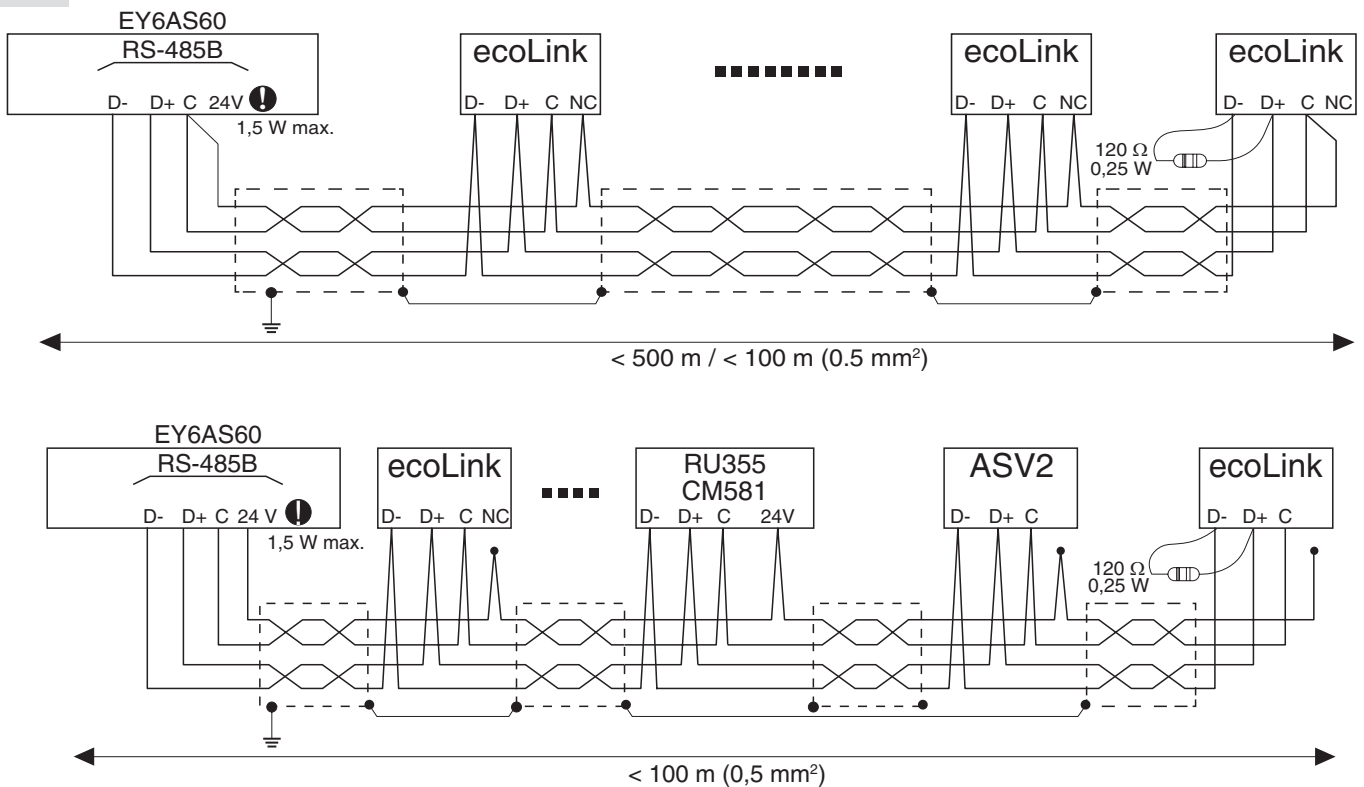 EY6AS60
RS-485B
D- D+ C 24V
1,5 W max.
ecoLink
D- D+ C NC
ecoLink
D- D+ C NC
ecoLink
D- D+ C NC
120 Ω
0,25 W
< 500 m / < 100 m (0.5 mm²)
EY6AS60
RS-485B
D- D+ C 24 V
1,5 W max.
ecoLink
D- D+ C NC
RU355
CM581
D- D+ C 24V
ASV2
D- D+ C
ecoLink
D- D+ C
120 Ω
0,25 W
< 100 m (0,5 mm²)